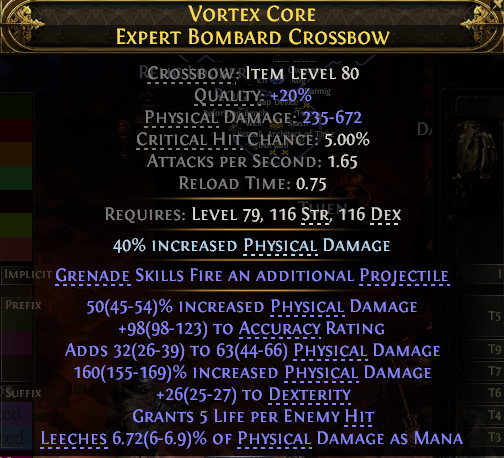 Vortex Core
Expert Bombard Crossbow
Crossbow: Item Level 80
Quality: +20%
Physical Damage: 235-672
Critical Hit Chance: 5.00%
Attacks per Second: 1.65
Reload Time: 0.75
Requires: Level 79, 116 Str, 116 Dex
40% increased Physical Damage
Implicit
Grenade Skills Fire an additional Projectile
Prefix
50(45-54)% increased Physical Damage
T5
+98(98-123) to Accuracy Rating
Adds 32(26-39) to 63(44-66) Physical Damage
T9
160(155-169)% increased Physical Damage
T7
Suffix
+26(25-27) to Dexterity
T6
Grants 5 Life per Enemy Hit
T4
Leeches 6.72(6-6.9)% of Physical Damage as Mana
T3